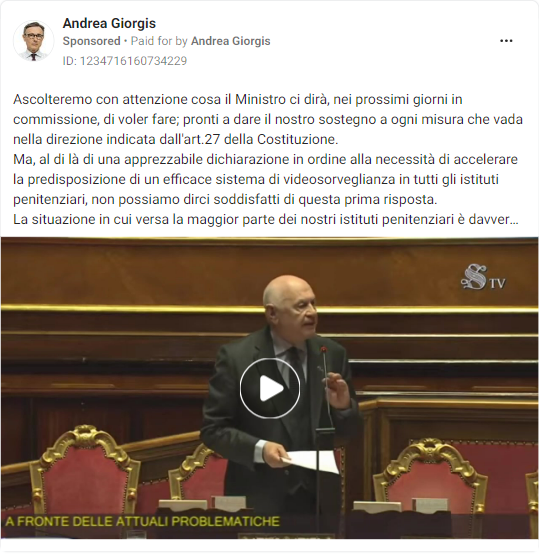 Andrea Giorgis
Sponsored • Paid for by Andrea Giorgis
ID: 1234716160734229
Ascolteremo con attenzione cosa il Ministro ci dirà, nei prossimi giorni in
commissione, di voler fare; pronti a dare il nostro sostegno a ogni misura che vada
nella direzione indicata dall'art.27 della Costituzione.
Ma, al di là di una apprezzabile dichiarazione in ordine alla necessità di accelerare
la predisposizione di un efficace sistema di videosorveglianza in tutti gli istituti
penitenziari, non possiamo dirci soddisfatti di questa prima risposta.
La situazione in cui versa la maggior parte dei nostri istituti penitenziari è davver...
S TV
A FRONTE DELLE ATTUALI PROBLEMATICHE